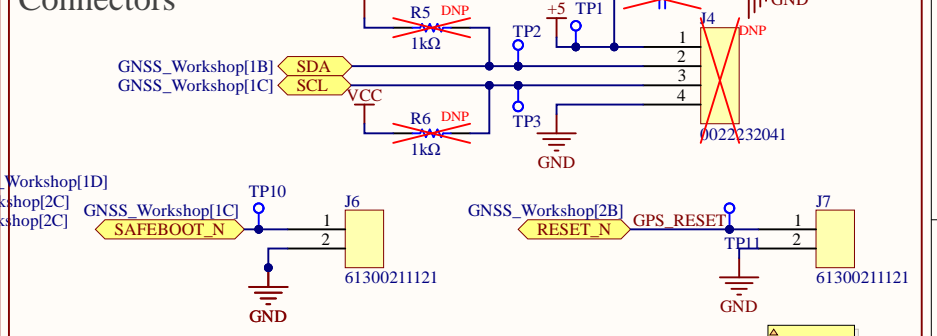 Connectors
GND
R5 DNP
1kΩ
+5
TP1
J4
DNP
TP2
1
GNSS_Workshop[1B] SDA
2
GNSS_Workshop[1C] SCL
3
VCC
4
R6 DNP
TP3
1kΩ
0022232041
GND
_Workshop[1D]
kshop[2C]
kshop[2C]
TP10
J6
GNSS_Workshop[1C]
SAFEBOOT_N
1
2
61300211121
GND
GNSS_Workshop[2B]
RESET_N
GPS_RESET
J7
1
TP11
2
61300211121
GND